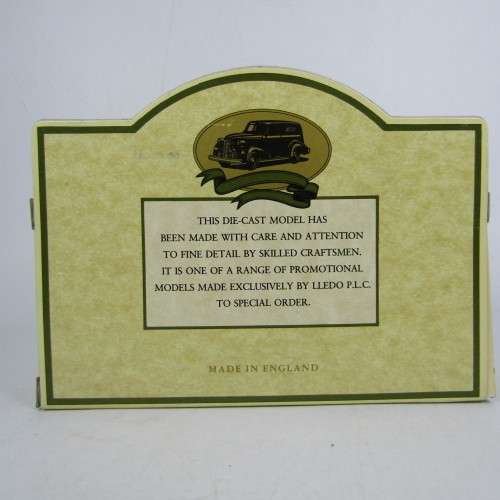 THIS DIE-CAST MODEL HAS
BEEN MADE WITH CARE AND ATTENTION
TO FINE DETAIL BY SKILLED CRAFTSMEN.
IT IS ONE OF A RANGE OF PROMOTIONAL
MODELS MADE EXCLUSIVELY BY LLEDO P.L.C.
TO SPECIAL ORDER.
MADE IN ENGLAND